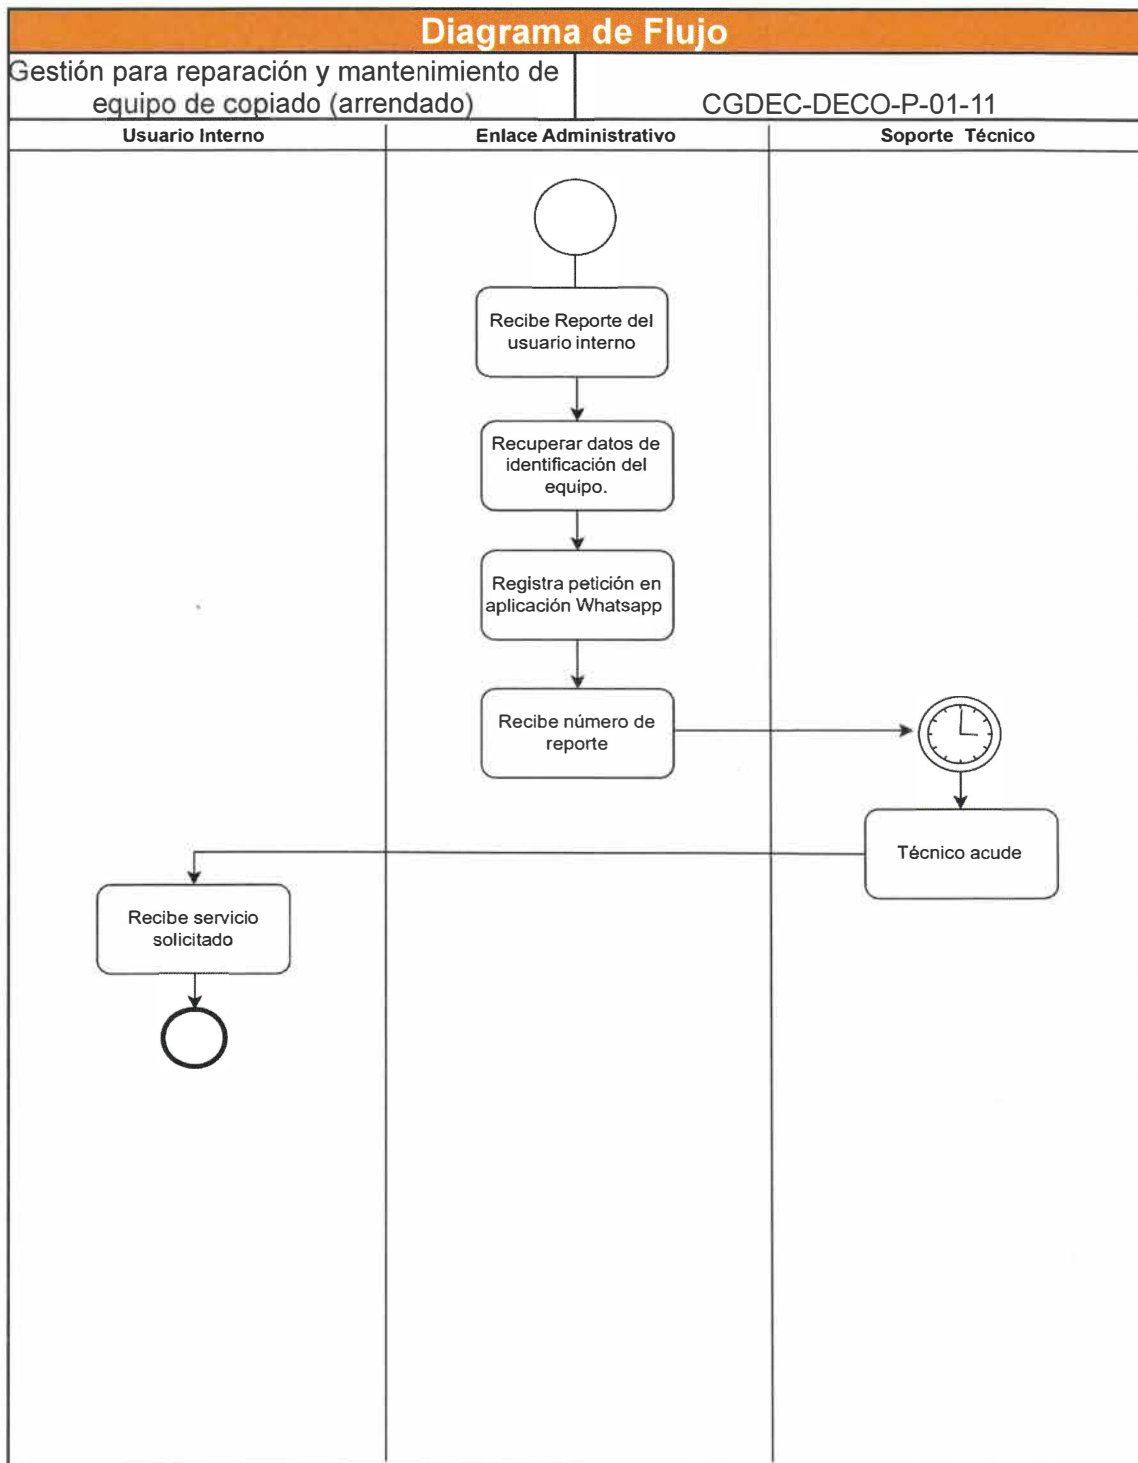 Diagrama de Flujo
Gestión para reparación y mantenimiento de
equipo de copiado (arrendado)
CGDEC-DECO-P-01-11
Usuario Interno
Enlace Administrativo
Soporte Técnico
Recibe Reporte del
usuario interno
Recuperar datos de
identificación del
equipo.
Registra petición en
aplicación Whatsapp
Recibe número de
reporte
Técnico acude
Recibe servicio
solicitado